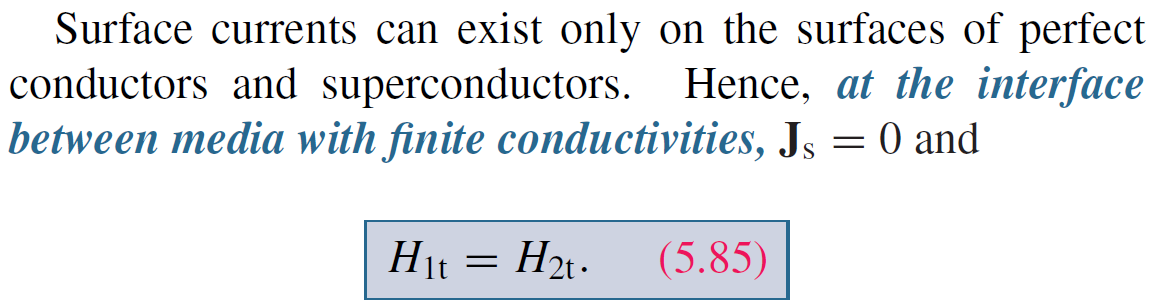 Surface currents can exist only on the surfaces of perfect
conductors and superconductors. Hence, at the interface
between media with finite conductivities, Js = 0 and
H1t = H2t. (5.85)